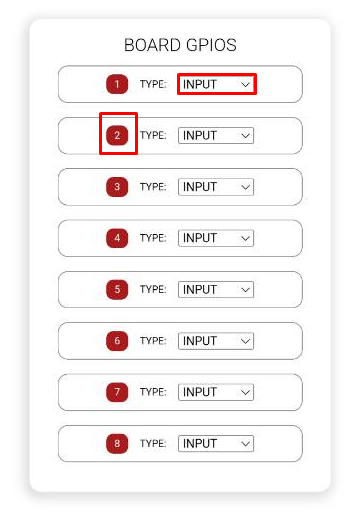 BOARD GPIOS
1 TYPE: INPUT
2 TYPE: INPUT
3 TYPE: INPUT
4 TYPE: INPUT
5 TYPE: INPUT
6 TYPE: INPUT
7 TYPE: INPUT
8 TYPE: INPUT